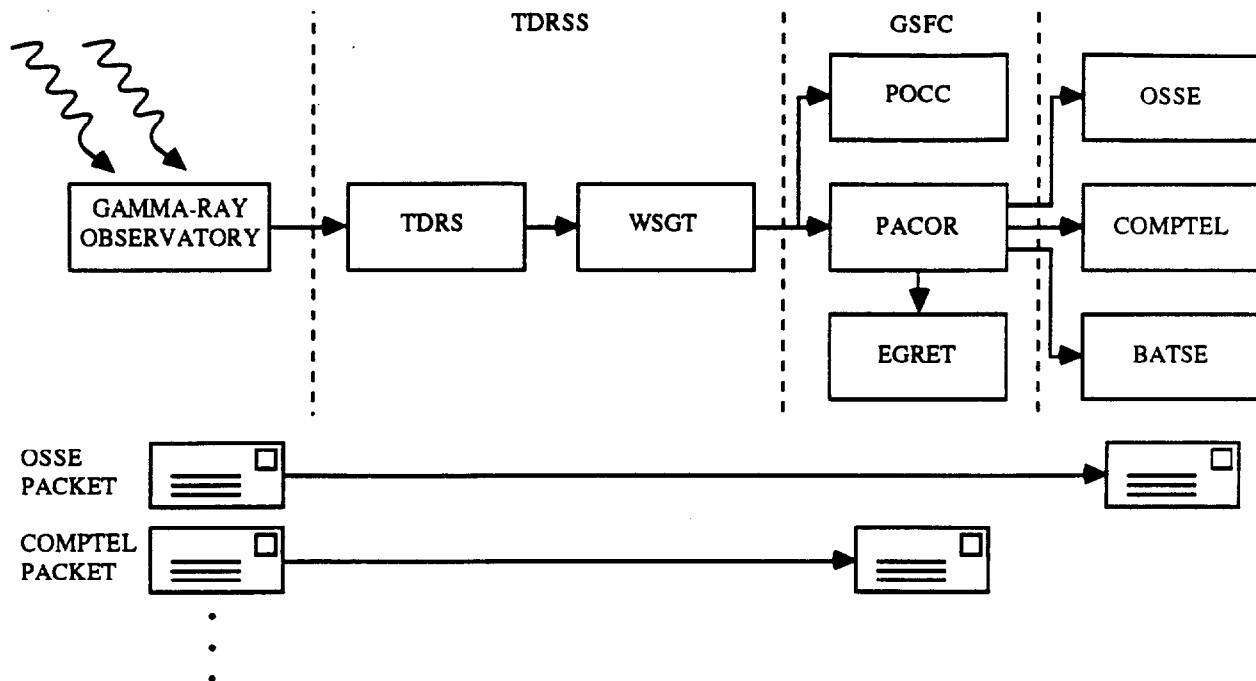 TDRSS
GSFC
POCC
OSSE
GAMMA-RAY
OBSERVATORY
TDRS
WSGT
PACOR
COMPTEL
EGRET
BATSE
OSSE
PACKET
COMPTEL
PACKET